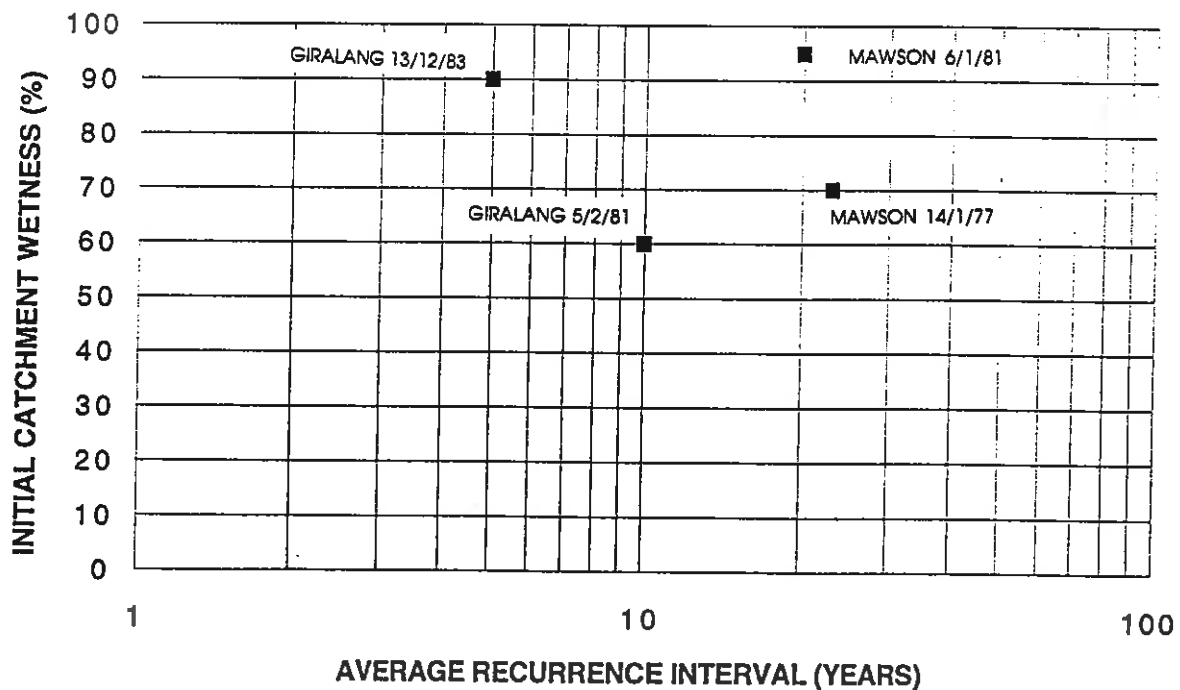 INITIAL CATCHMENT WETNESS (%)
100
90
80
70
60
50
40
30
20
10
0
GIRALANG 13/12/83
MAWSON 6/1/81
GIRALANG 5/2/81
MAWSON 14/1/77
1
10
100
AVERAGE RECURRENCE INTERVAL (YEARS)